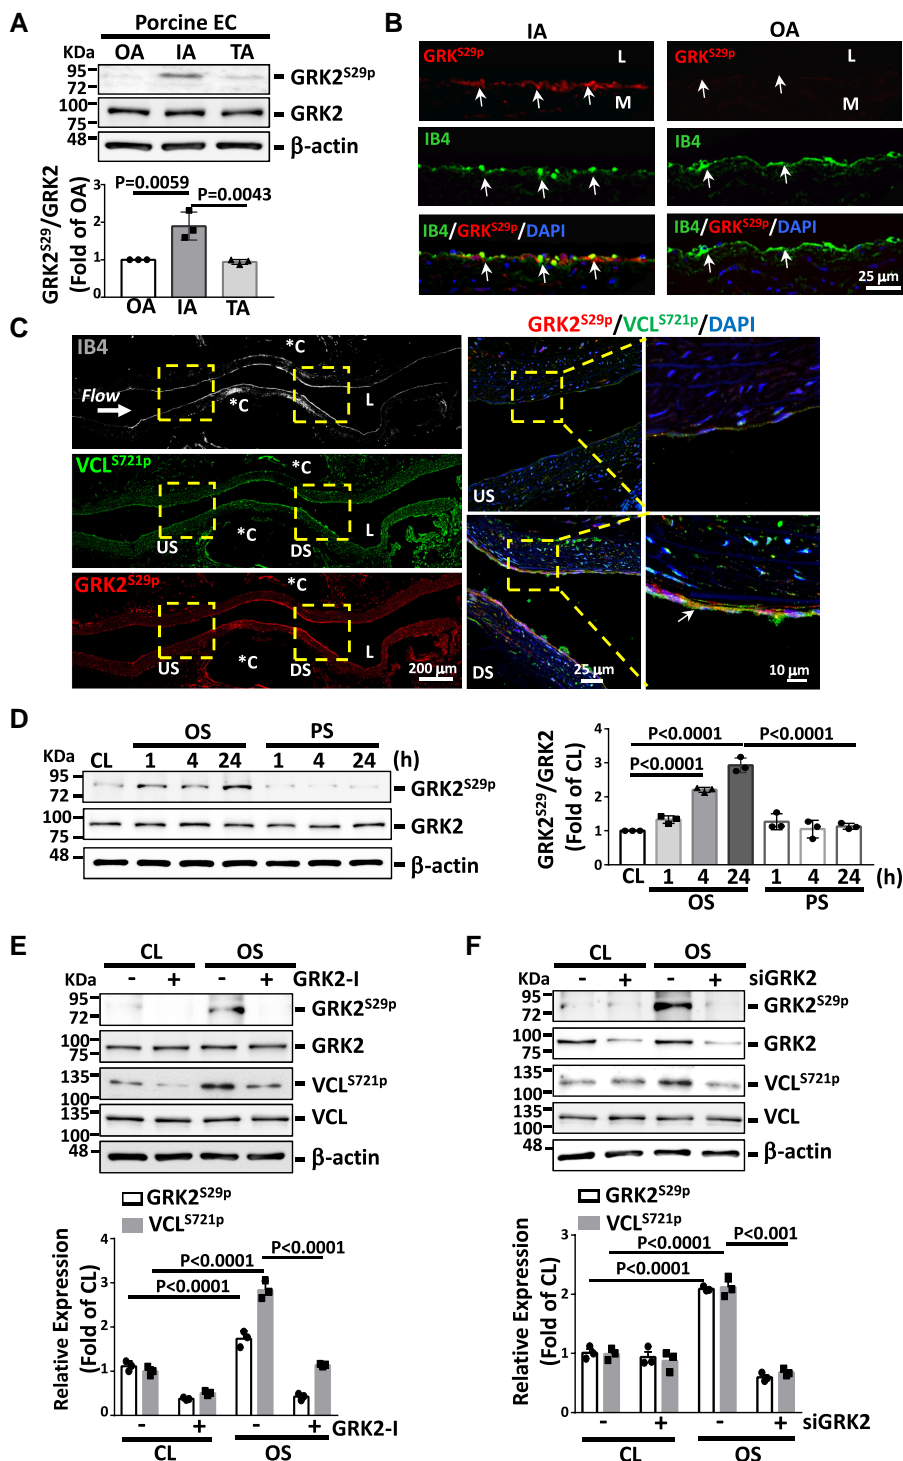 A
Porcine EC
KDa OA IA TA
95
72
GRK2S29p
100
75
GRK2
48
β-actin
GRK2S29/GRK2
(Fold of OA)
P=0.0059
P=0.0043
3
2
1
0
OA IA TA
B
IA OA
GRKS29p L GRKS29p L
M M
IB4 IB4
IB4/GRKS29p/DAPI IB4/GRKS29p/DAPI
25 μm
C
IB4
*C
Flow
*C
L
VCLS721p
*C
*C
L
US DS
GRK2S29p
*C
L
US *C DS
200 μm
GRK2S29p/VCLS721p/DAPI
US
DS
25 μm
10 μm
D
OS PS
KDa CL 1 4 24 1 4 24 (h)
95
72
GRK2S29p
100
75
GRK2
48
β-actin
GRK2S29/GRK2
(Fold of CL)
P<0.0001
P<0.0001
P<0.0001
4
3
2
1
0
CL 1 4 24 1 4 24 (h)
OS PS
E
CL OS
KDa - + - + GRK2-I
95
72
GRK2S29p
100
75
GRK2
135
100
VCLS721p
135
100
VCL
48
β-actin
GRK2S29p
VCLS721p
Relative Expression
(Fold of CL)
P<0.0001
P<0.0001
P<0.0001
4
3
2
1
0
- + - + GRK2-I
CL OS
F
CL OS
KDa - + - + siGRK2
95
72
GRK2S29p
100
75
GRK2
135
100
VCLS721p
135
100
VCL
48
β-actin
GRK2S29p
VCLS721p
Relative Expression
(Fold of CL)
P<0.0001
P<0.001
P<0.0001
3
2
1
0
- + - + siGRK2
CL OS